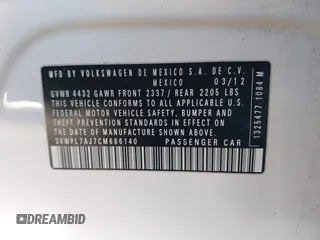 MFD. BY VOLKSWAGEN DE MEXICO S.A. DE C.V.
MEXICO 03/12
GVWR 4432 GAWR FRONT 2337/ REAR 2205 LBS
THIS VEHICLE CONFORMS TO ALL APPLICABLE U.S.
FEDERAL MOTOR VEHICLE SAFETY, BUMPER, AND
THEFT PREVENTION STANDARDS IN EFFECT ON THE
DATE OF MANUFACTURE SHOWN ABOVE
3VWPL7AJ7CM686140 PASSENGER CAR
1325477.1084 M
DRIVEBIDMOTO